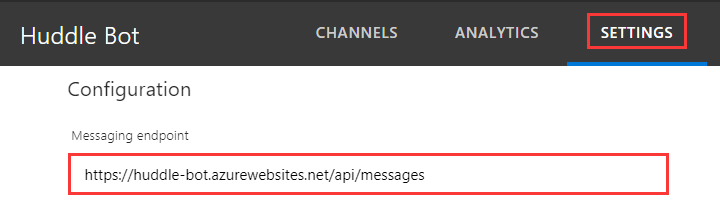 Huddle Bot CHANNELS ANALYTICS SETTINGS
Configuration
Messaging endpoint
https://huddle-bot.azurewebsites.net/api/messages